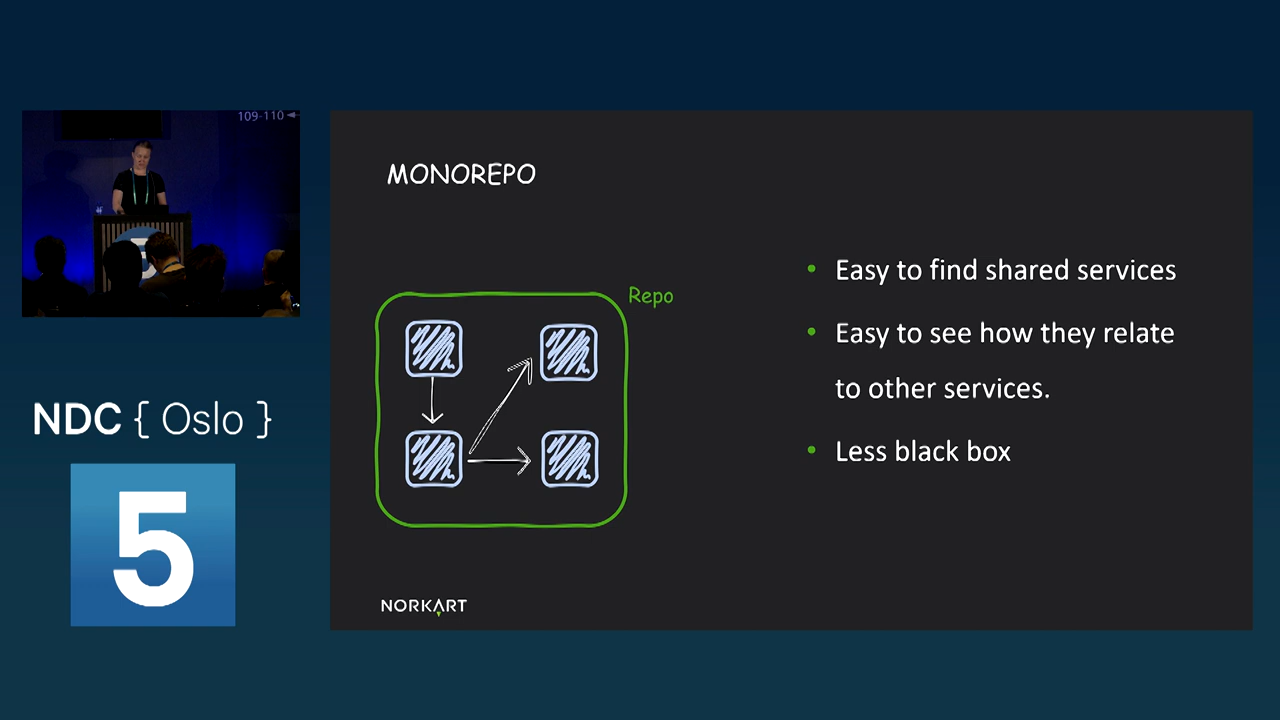 109-110
MONOREPO
Repo
• Easy to find shared services
• Easy to see how they relate
to other services.
• Less black box
NORKART
NDC { Oslo }
5